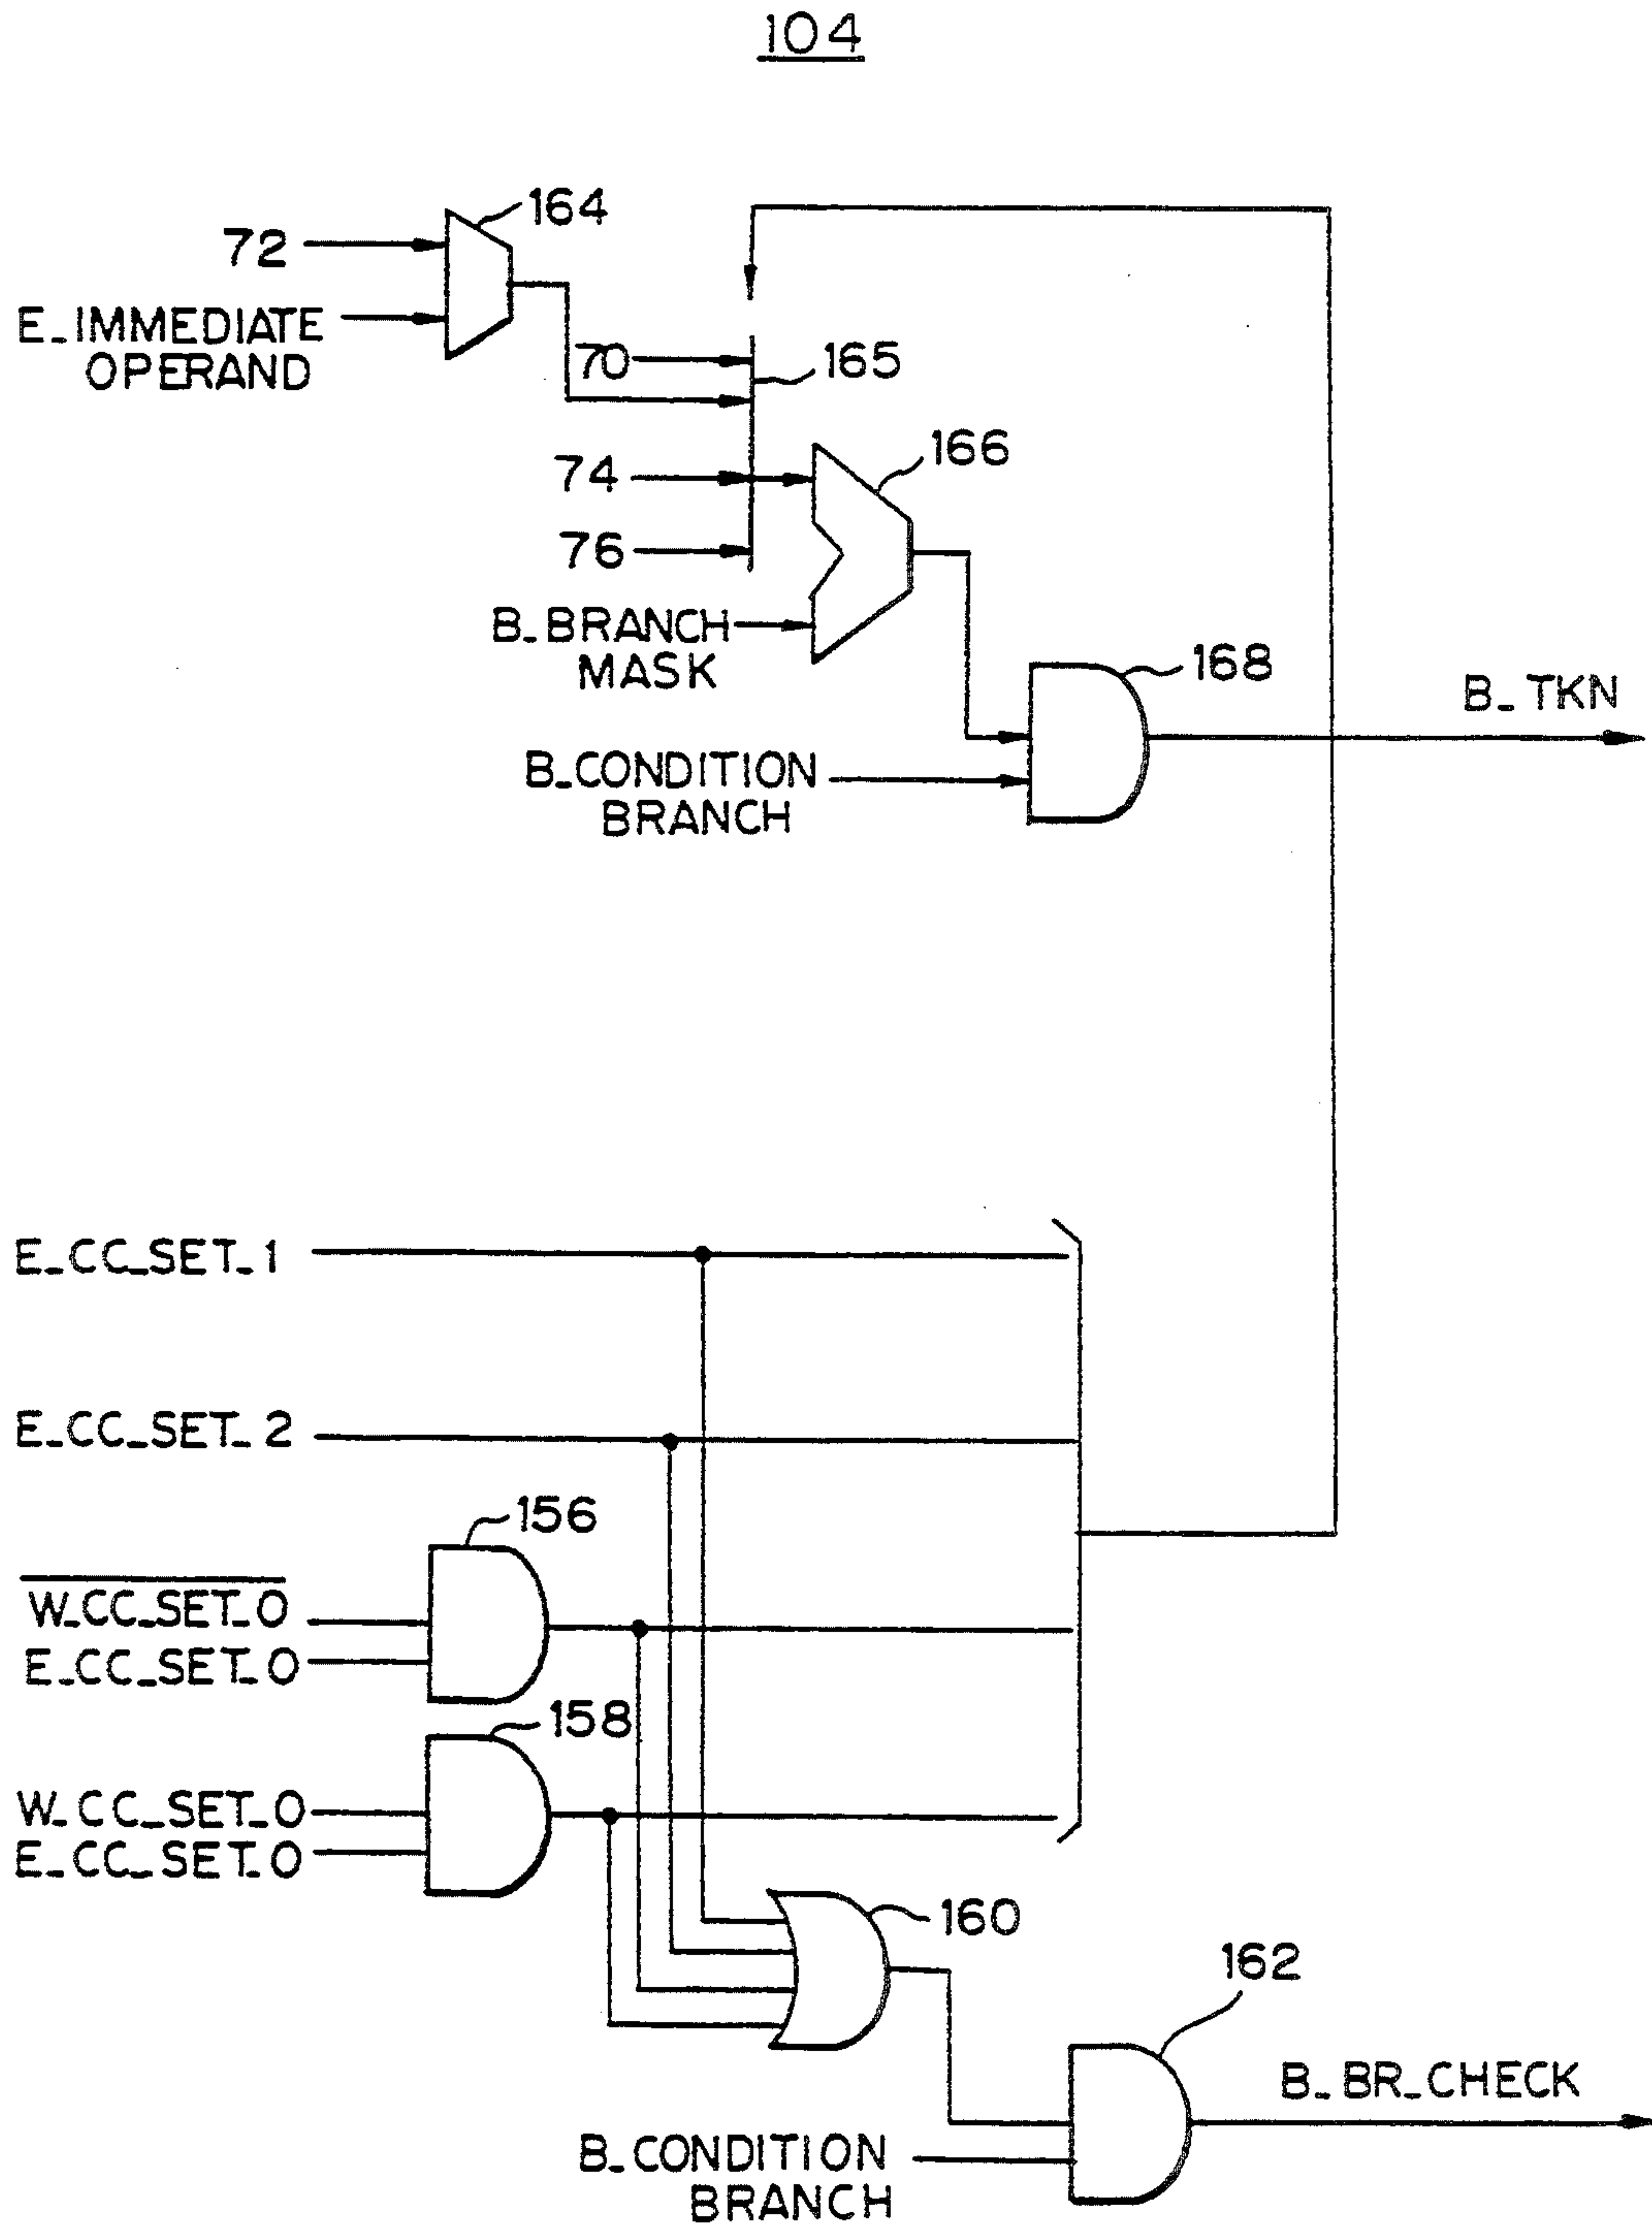 104
164
72
E_IMMEDIATE
OPERAND
70
165
74
166
76
B_BRANCH
MASK
168
B_TKN
B_CONDITION
BRANCH
E_CC_SET_1
E_CC_SET_2
156
W_CC_SET_0
E_CC_SET_0
158
W_CC_SET_0
E_CC_SET_0
160
162
B_BR_CHECK
B_CONDITION
BRANCH